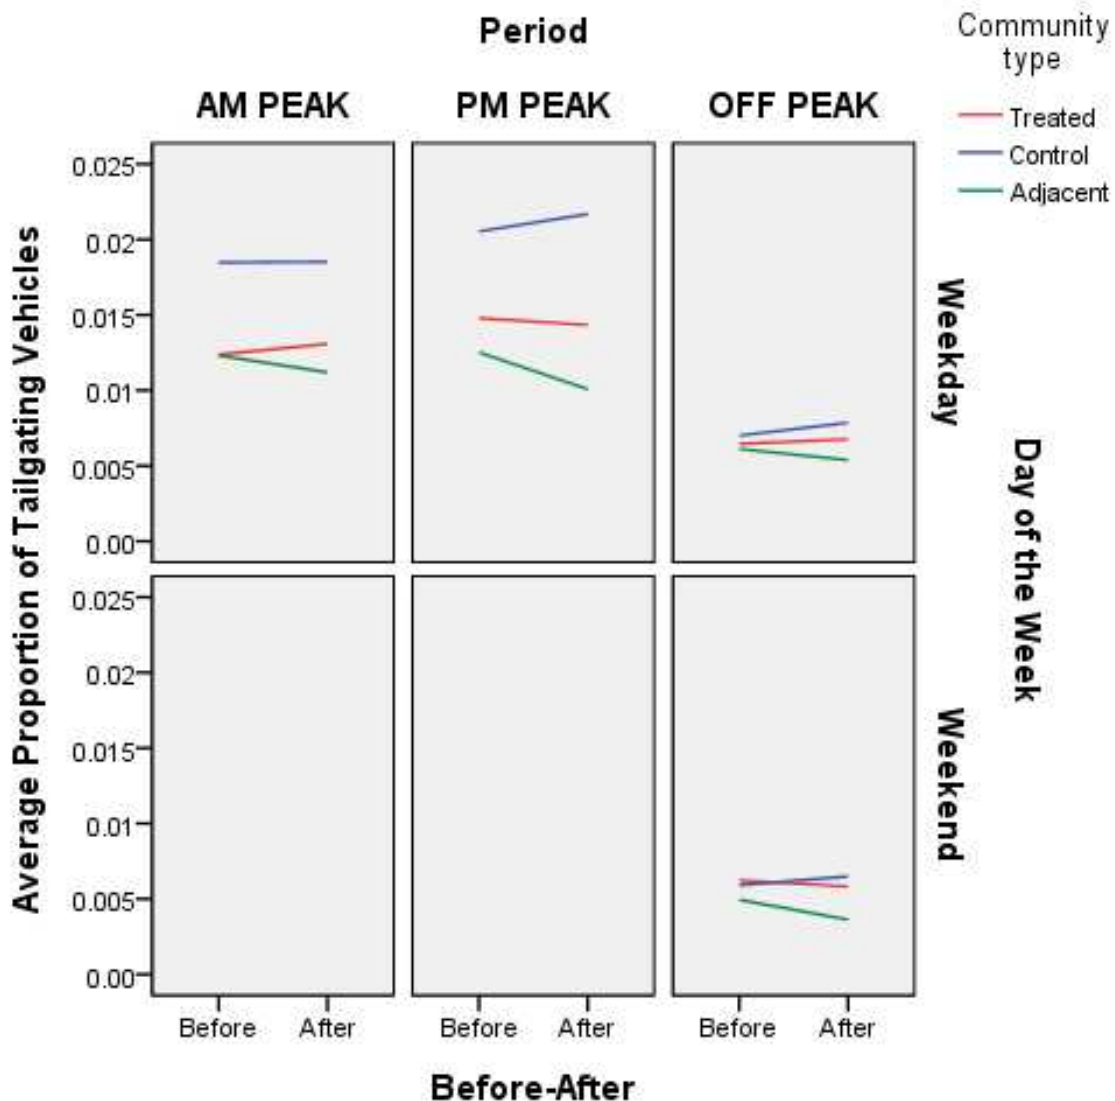 Period
Community
type
AM PEAK
PM PEAK
OFF PEAK
Treated
Control
Adjacent
0.025
0.02
0.015
0.01
0.005
0.00
Weekday
0.025
0.02
0.015
0.01
0.005
0.00
Weekend
Average Proportion of Tailgating Vehicles
Day of the Week
Before
After
Before
After
Before
After
Before-After